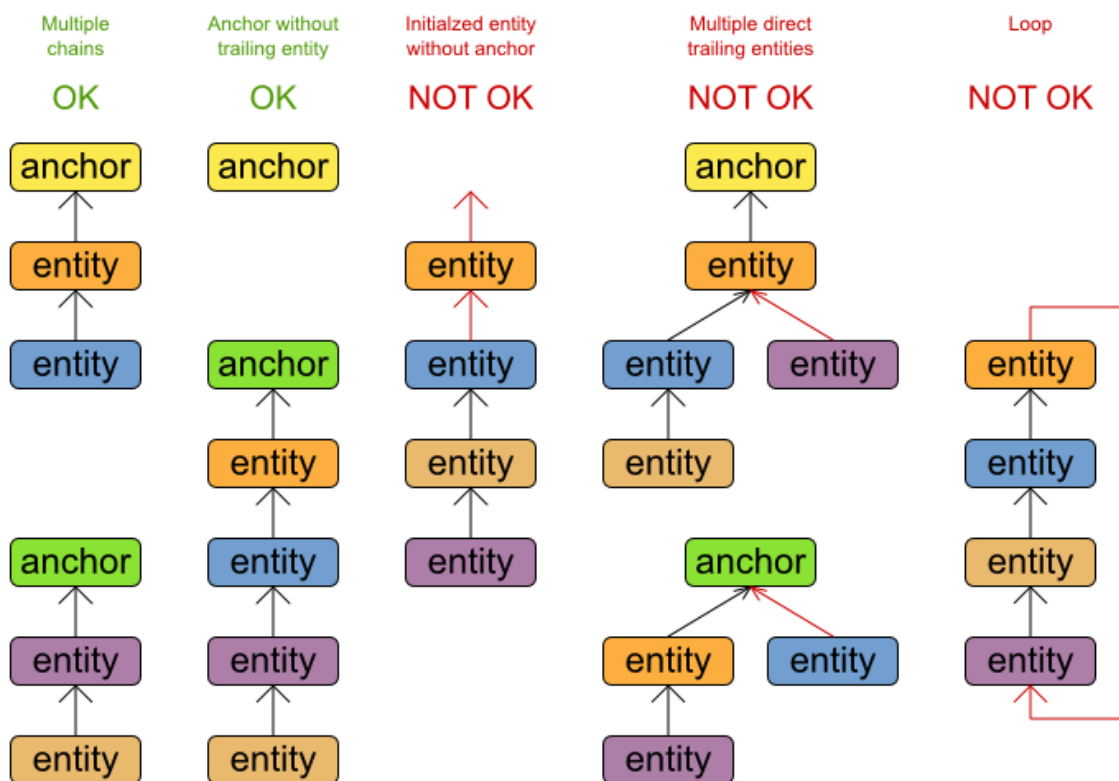 Multiple
chains
OK
anchor
entity
entity
anchor
entity
entity
Anchor without
trailing entity
OK
anchor
anchor
entity
entity
entity
entity
Initialzed entity
without anchor
NOT OK
entity
entity
entity
entity
Multiple direct
trailing entities
NOT OK
anchor
entity
entity entity
entity
anchor
entity entity
entity
Loop
NOT OK
entity
entity
entity
entity